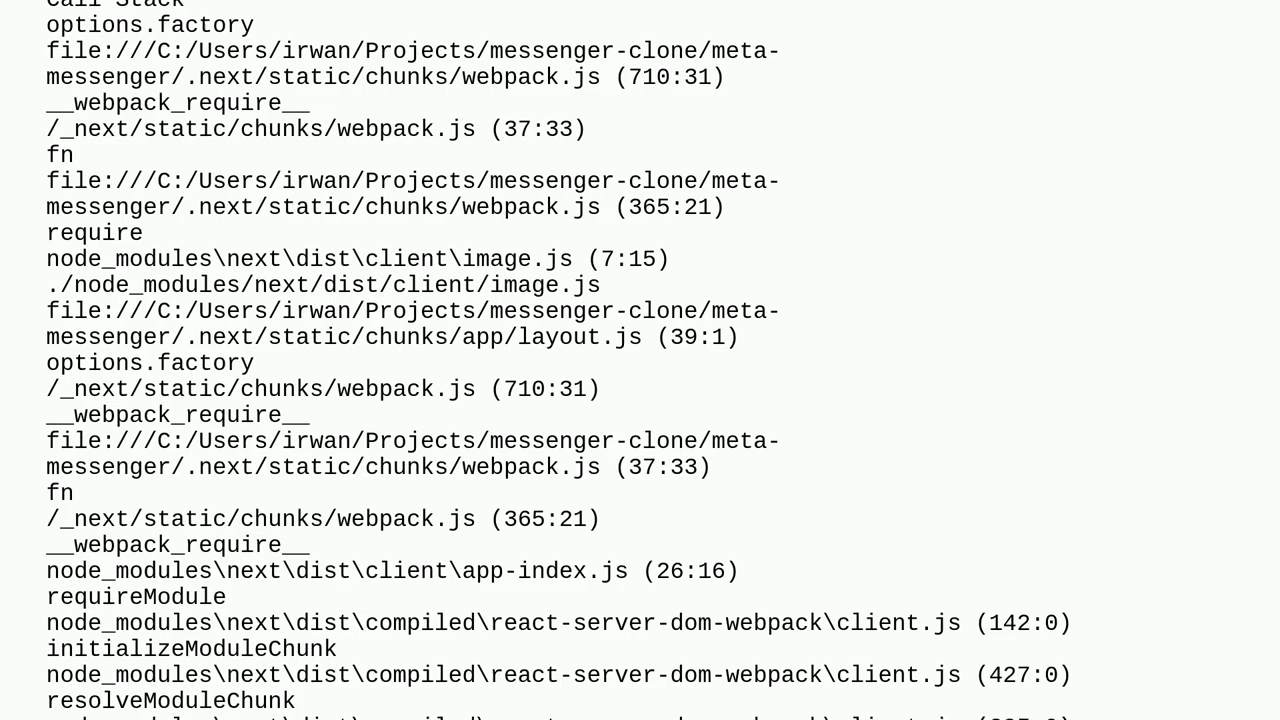 Call Stack
options.factory
file:///C:/Users/irwan/Projects/messenger-clone/meta-
messenger/.next/static/chunks/webpack.js (710:31)
__webpack_require__
/_next/static/chunks/webpack.js (37:33)
fn
file:///C:/Users/irwan/Projects/messenger-clone/meta-
messenger/.next/static/chunks/webpack.js (365:21)
require
node_modules\next\dist\client\image.js (7:15)
./node_modules/next/dist/client/image.js
file:///C:/Users/irwan/Projects/messenger-clone/meta-
messenger/.next/static/chunks/app/layout.js (39:1)
options.factory
/_next/static/chunks/webpack.js (710:31)
__webpack_require__
file:///C:/Users/irwan/Projects/messenger-clone/meta-
messenger/.next/static/chunks/webpack.js (37:33)
fn
/_next/static/chunks/webpack.js (365:21)
__webpack_require__
node_modules\next\dist\client\app-index.js (26:16)
requireModule
node_modules\next\dist\compiled\react-server-dom-webpack\client.js (142:0)
initializeModuleChunk
node_modules\next\dist\compiled\react-server-dom-webpack\client.js (427:0)
resolveModuleChunk